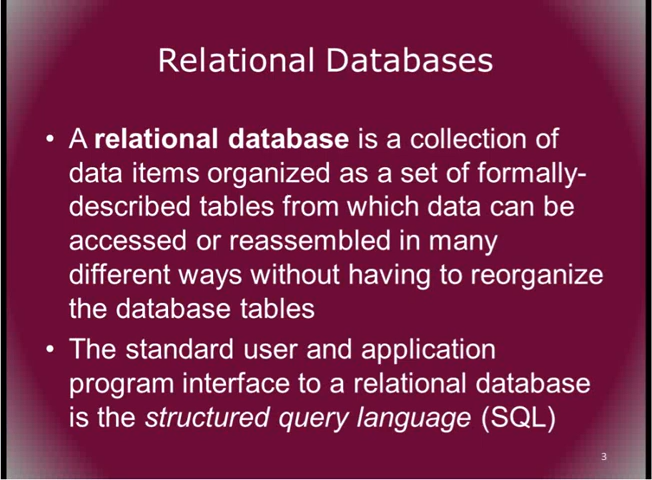 Relational Databases
• A relational database is a collection of
data items organized as a set of formally-
described tables from which data can be
accessed or reassembled in many
different ways without having to reorganize
the database tables
• The standard user and application
program interface to a relational database
is the structured query language (SQL)
3